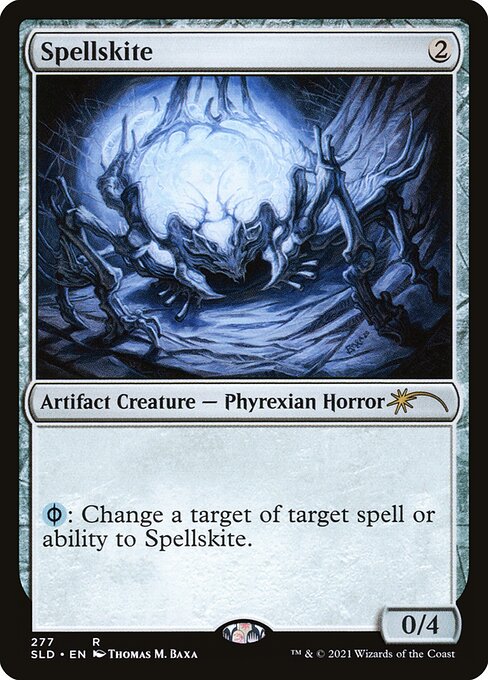 Spellskite 2
Artifact Creature — Phyrexian Horror
Φ: Change a target of target spell or
ability to Spellskite.
0/4
277 R
SLD • EN Thomas M. Baxa
™ & © 2021 Wizards of the Coast